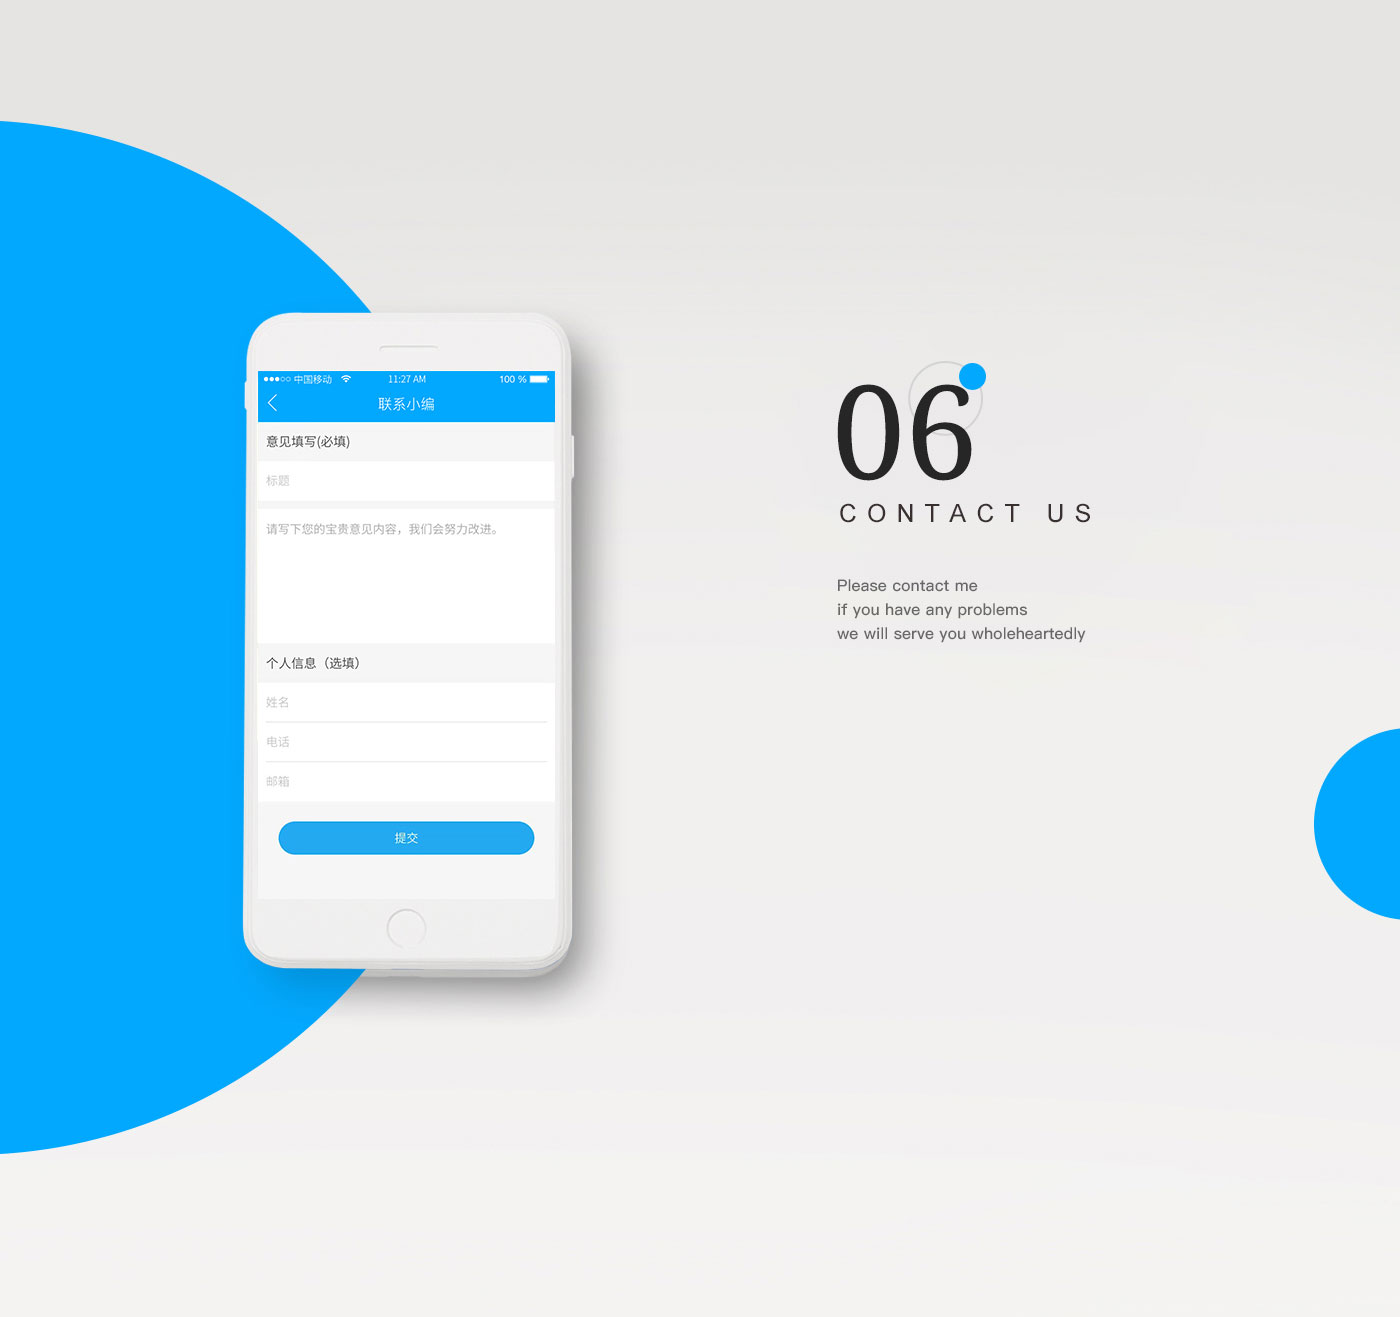 中国移动 11:27 AM 100 %
联系小编
意见填写(必填)
标题
请写下您的宝贵意见内容，我们会努力改进。
个人信息（选填）
姓名
电话
邮箱
提交
06
CONTACT US
Please contact me
if you have any problems
we will serve you wholeheartedly